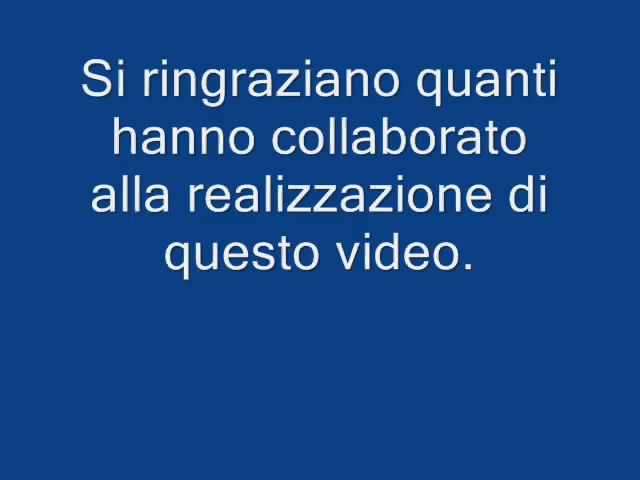 Si ringraziano quanti
hanno collaborato
alla realizzazione di
questo video.